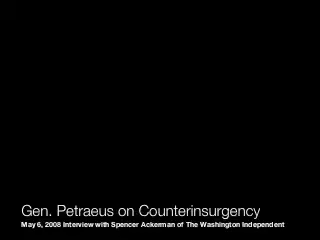 Gen. Petraeus on Counterinsurgency
May 6, 2008 Interview with Spencer Ackerman of The Washington Independent